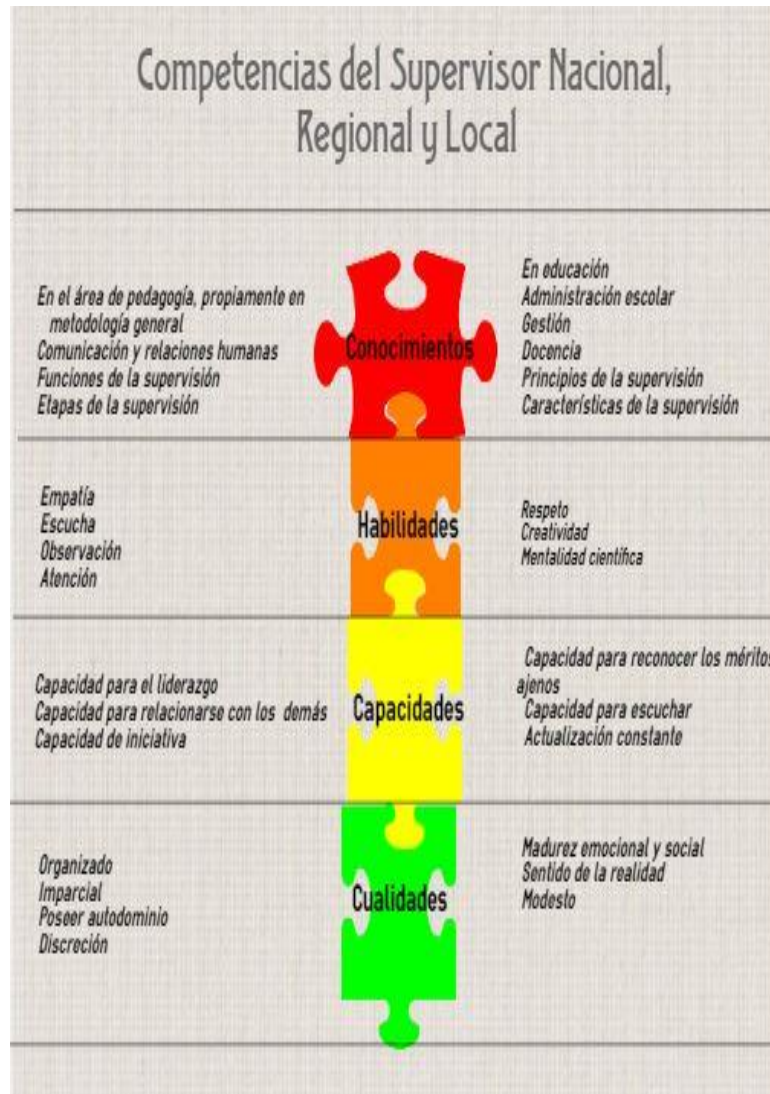 Competencias del Supervisor Nacional,
Regional y Local
En el área de pedagogía, propiamente en
metodología general
Comunicación y relaciones humanas
Funciones de la supervisión
Etapas de la supervisión
Conocimientos
En educación
Administración escolar
Gestión
Docencia
Principios de la supervisión
Características de la supervisión
Empatía
Escucha
Observación
Atención
Habilidades
Respeto
Creatividad
Mentalidad científica
Capacidad para el liderazgo
Capacidad para relacionarse con los demás
Capacidad de iniciativa
Capacidades
Capacidad para reconocer los méritos
ajenos
Capacidad para escuchar
Actualización constante
Organizado
Imparcial
Poseer autodominio
Discreción
Cualidades
Madurez emocional y social
Sentido de la realidad
Modesto